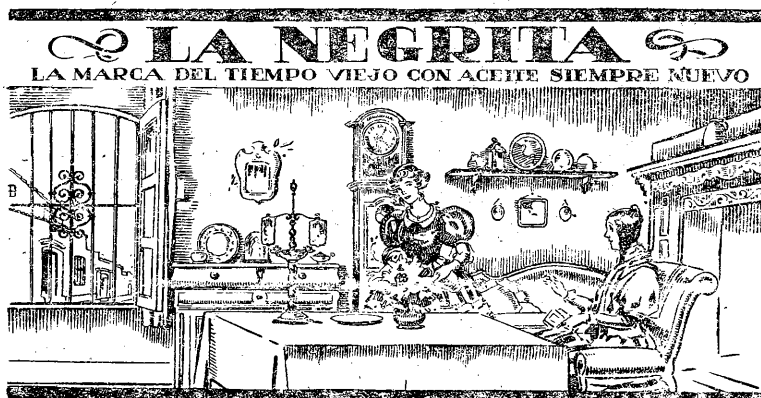 LA NEGRITA
LA MARCA DEL TIEMPO VIEJO CON ACEITE SIEMPRE NUEVO
B